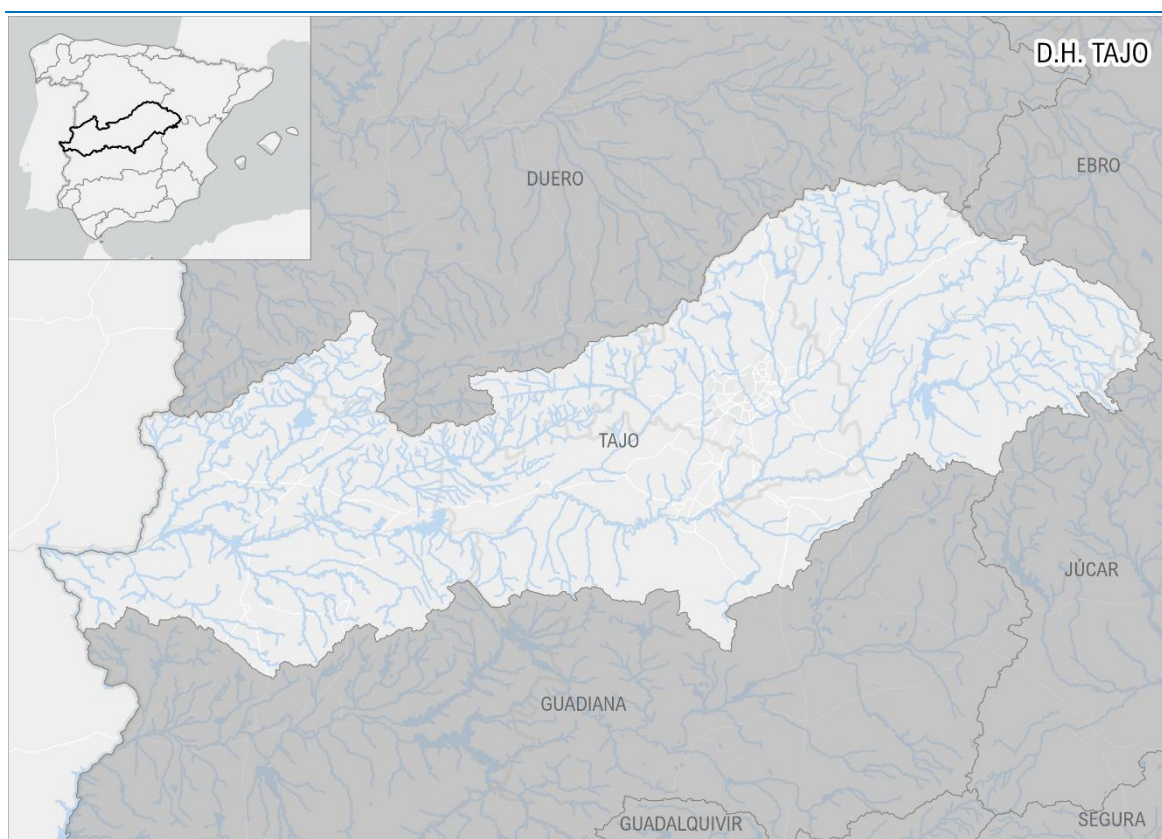 D.H. TAJO
EBRO
DUERO
TAJO
JÚCAR
GUADIANA
GUADALQUIVIR
SEGURA